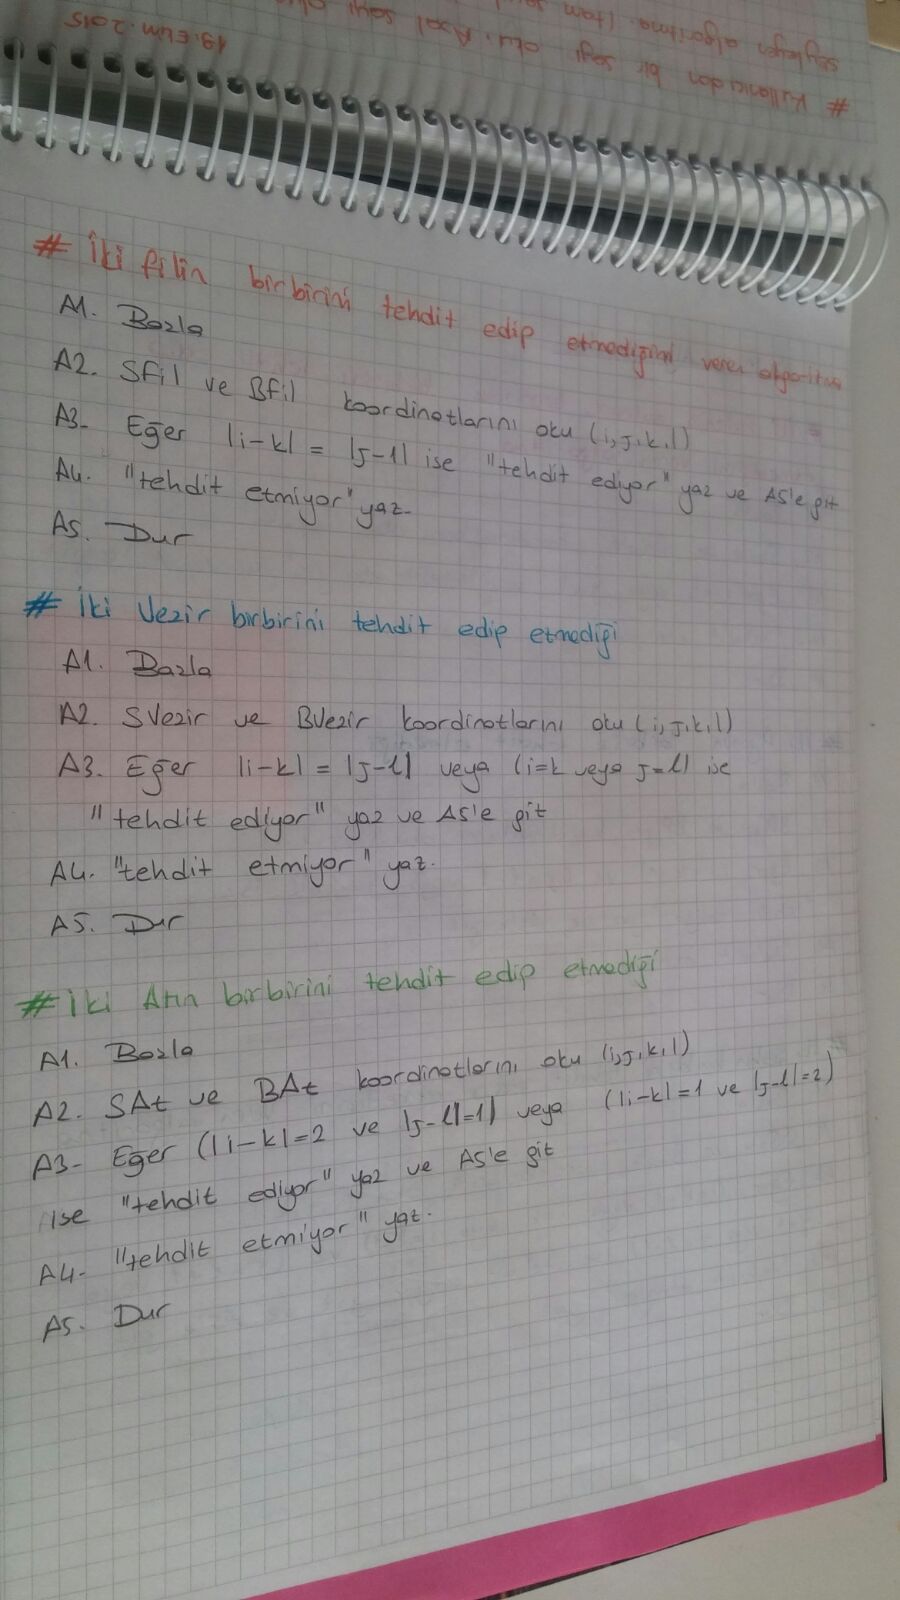 19. Ekim. 2015
# Kullanıcıdan bir sayı oku. Asal sayı
söyleyen algoritma. (tam
# İki filin birbirini tehdit edip etmediğini veren algoritma
A1. Başla
A2. SFil ve BFil koordinatlarını oku (i,j,k,l)
A3- Eğer |i-k| = |j-l| ise "tehdit ediyor" yaz ve A5'e git
A4. "tehdit etmiyor" yaz.
A5. Dur
# İki Vezir birbirini tehdit edip etmediği
A1. Başla
A2. SVezir ve BVezir koordinatlarını oku (i,j,k,l)
A3. Eğer |i-k| = |j-l| veya (i=k veya j=l) ise
"tehdit ediyor" yaz ve A5'e git
A4. "tehdit etmiyor" yaz.
A5. Dur
# İki Atın birbirini tehdit edip etmediği
A1. Başla
A2. SAt ve BAt koordinatlarını oku (i,j,k,l)
A3- Eğer (|i-k|=2 ve |j-l|=1) veya (|i-k|=1 ve |j-l|=2)
ise "tehdit ediyor" yaz ve A5'e git
A4- "tehdit etmiyor" yaz.
A5. Dur